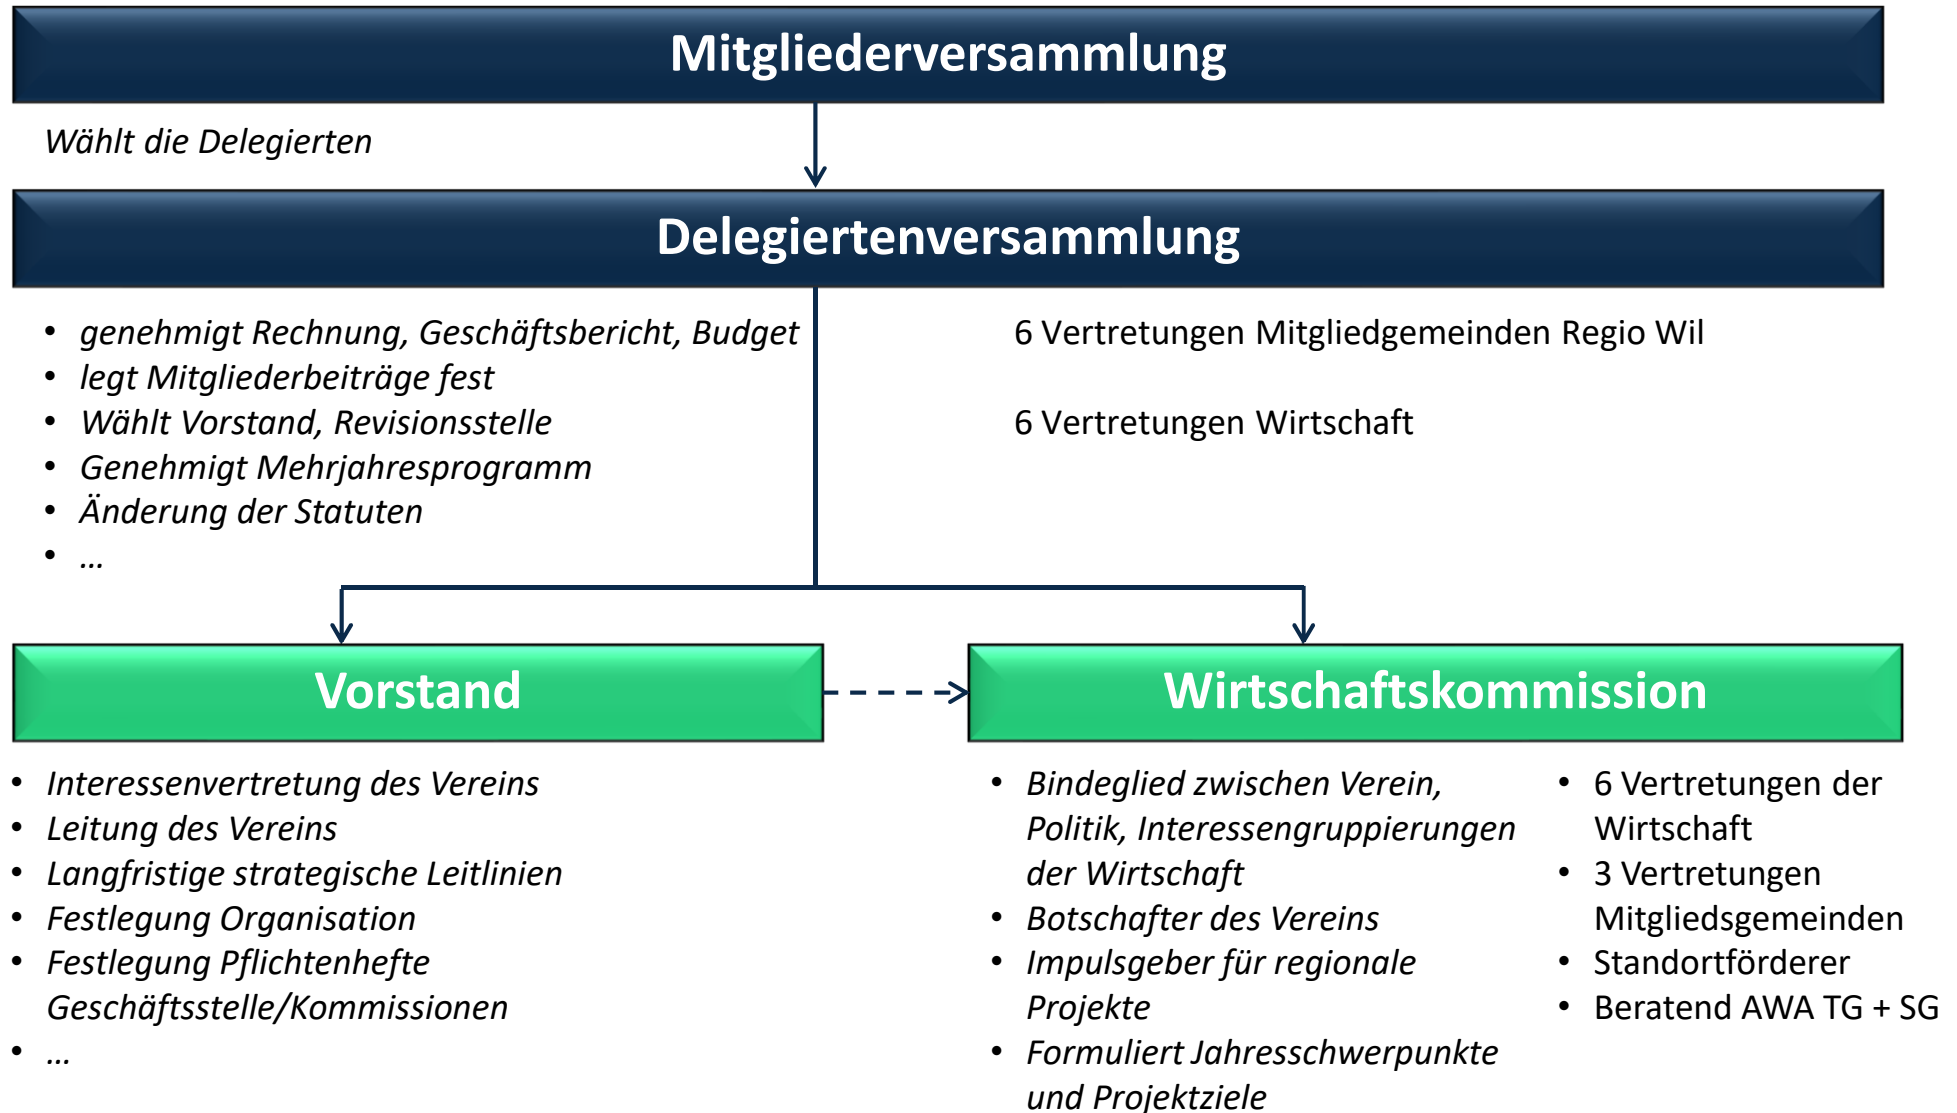 Mitgliederversammlung
Wählt die Delegierten
Delegiertenversammlung
• genehmigt Rechnung, Geschäftsbericht, Budget
• legt Mitgliederbeiträge fest
• Wählt Vorstand, Revisionsstelle
• Genehmigt Mehrjahresprogramm
• Änderung der Statuten
• …
6 Vertretungen Mitgliedgemeinden Regio Wil
6 Vertretungen Wirtschaft
Vorstand
• Interessenvertretung des Vereins
• Leitung des Vereins
• Langfristige strategische Leitlinien
• Festlegung Organisation
• Festlegung Pflichtenhefte
Geschäftsstelle/Kommissionen
• …
Wirtschaftskommission
• Bindeglied zwischen Verein,
Politik, Interessengruppierungen
der Wirtschaft
• Botschafter des Vereins
• Impulsgeber für regionale
Projekte
• Formuliert Jahresschwerpunkte
und Projektziele
• 6 Vertretungen der
Wirtschaft
• 3 Vertretungen
Mitgliedsgemeinden
• Standortförderer
• Beratend AWA TG + SG